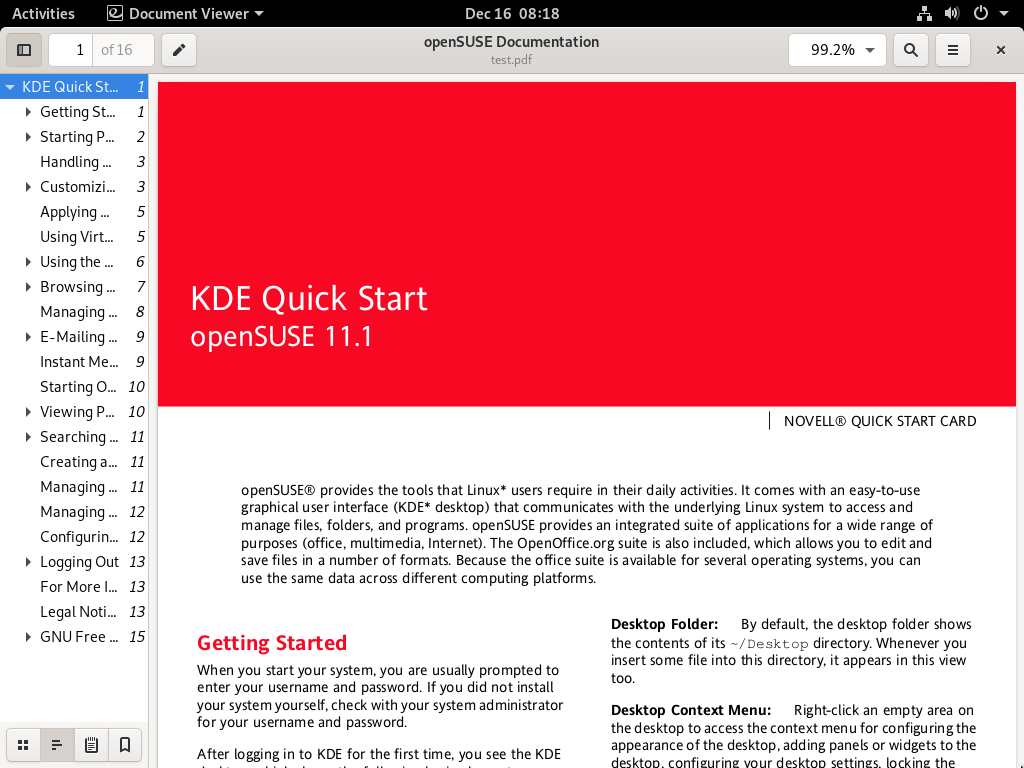 Activities
Document Viewer
Dec 16 08:18
1
of 16
openSUSE Documentation
test.pdf
99.2%
KDE Quick St... 1
Getting St... 1
Starting P... 2
Handling ... 3
Customizi... 3
Applying ... 5
Using Virt... 5
Using the ... 6
Browsing ... 7
Managing ... 8
E-Mailing ... 9
Instant Me... 9
Starting O... 10
Viewing P... 10
Searching ... 11
Creating a... 11
Managing ... 11
Managing ... 12
Configurin... 12
Logging Out 13
For More I... 13
Legal Noti... 13
GNU Free ... 15
KDE Quick Start
openSUSE 11.1
NOVELL® QUICK START CARD
openSUSE® provides the tools that Linux* users require in their daily activities. It comes with an easy-to-use
graphical user interface (KDE* desktop) that communicates with the underlying Linux system to access and
manage files, folders, and programs. openSUSE provides an integrated suite of applications for a wide range of
purposes (office, multimedia, Internet). The OpenOffice.org suite is also included, which allows you to edit and
save files in a number of formats. Because the office suite is available for several operating systems, you can
use the same data across different computing platforms.
Getting Started
When you start your system, you are usually prompted to
enter your username and password. If you did not install
your system yourself, check with your system administrator
for your username and password.
After logging in to KDE for the first time, you see the KDE
Desktop Folder: By default, the desktop folder shows
the contents of its ~/Desktop directory. Whenever you
insert some file into this directory, it appears in this view
too.
Desktop Context Menu: Right-click an empty area on
the desktop to access the context menu for configuring the
appearance of the desktop, adding panels or widgets to the
desktop, configuring your desktop settings, locking the